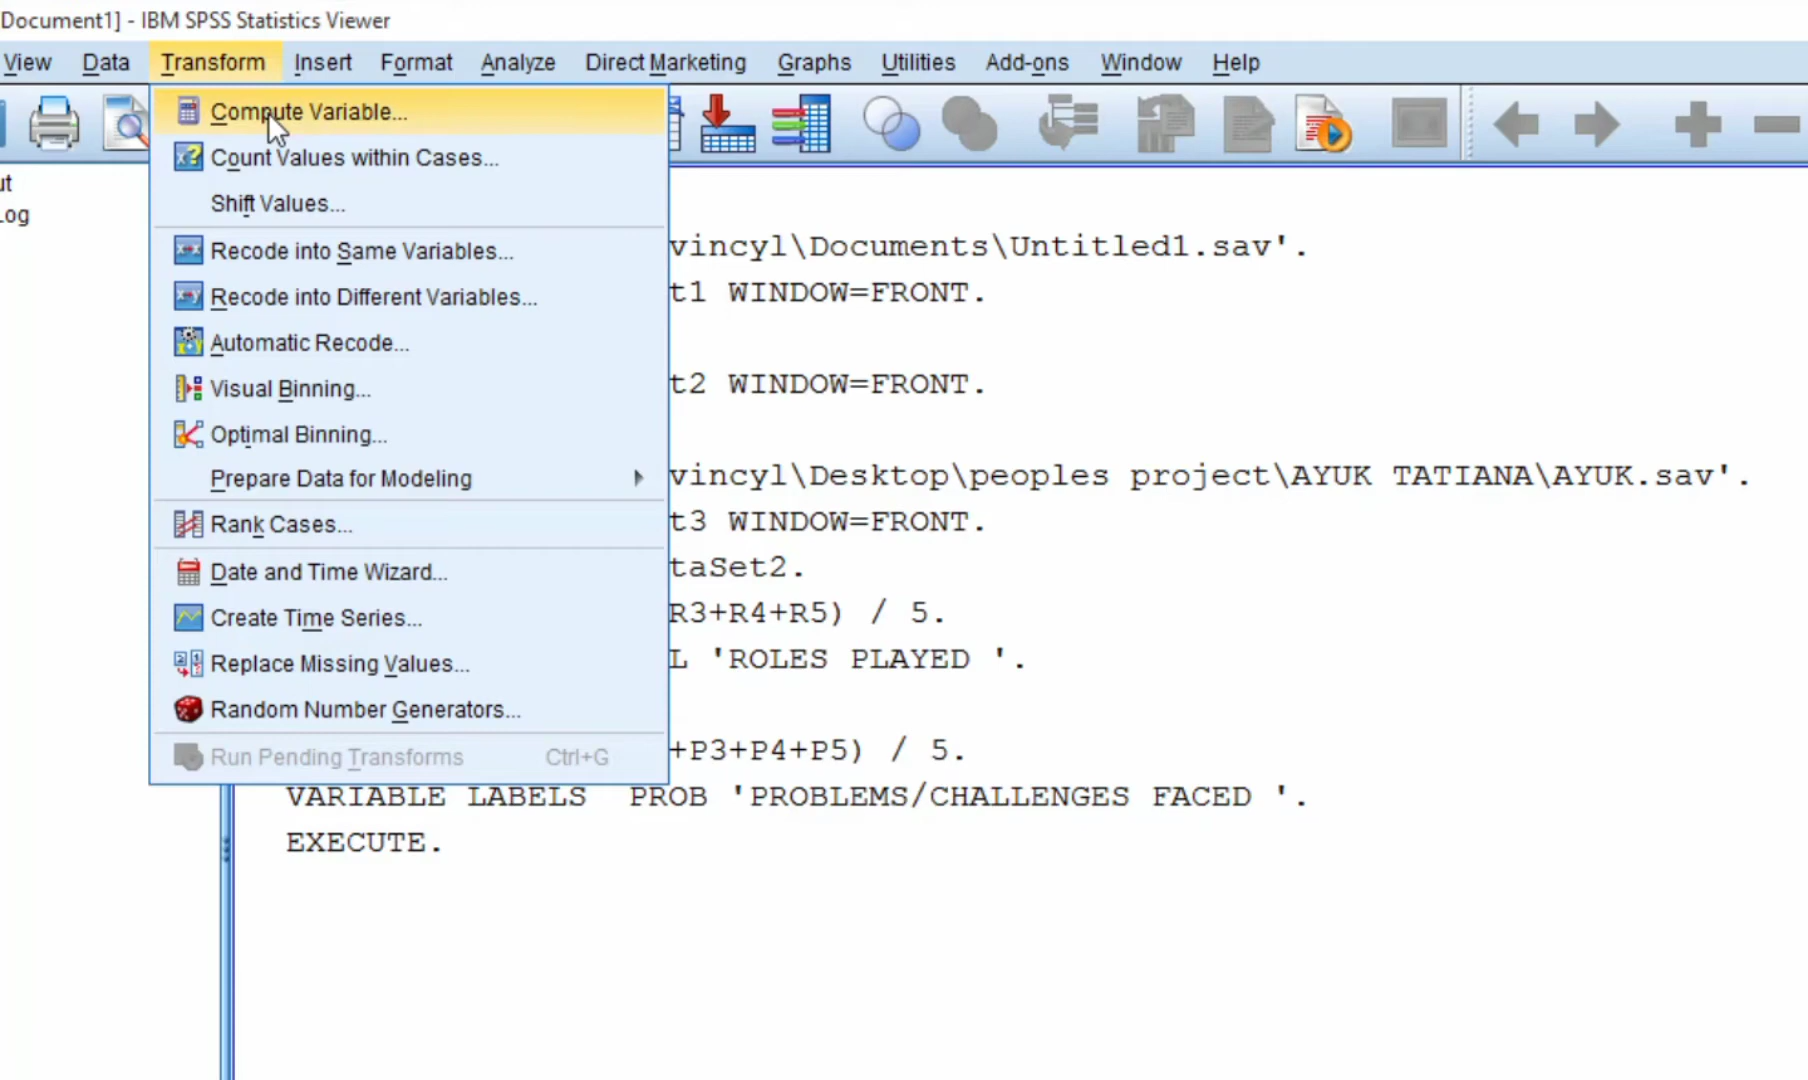 Document1] - IBM SPSS Statistics Viewer
View Data Transform Insert Format Analyze Direct Marketing Graphs Utilities Add-ons Window Help
Compute Variable...
Count Values within Cases...
Shift Values...
Recode into Same Variables...
Recode into Different Variables...
Automatic Recode...
Visual Binning...
Optimal Binning...
Prepare Data for Modeling
Rank Cases...
Date and Time Wizard...
Create Time Series...
Replace Missing Values...
Random Number Generators...
Run Pending Transforms Ctrl+G
ut
Log
vincyl\Documents\Untitled1.sav'.
t1 WINDOW=FRONT.
t2 WINDOW=FRONT.
vincyl\Desktop\peoples project\AYUK TATIANA\AYUK.sav'.
t3 WINDOW=FRONT.
taSet2.
R3+R4+R5) / 5.
L 'ROLES PLAYED '.
+P3+P4+P5) / 5.
VARIABLE LABELS PROB 'PROBLEMS/CHALLENGES FACED '.
EXECUTE.